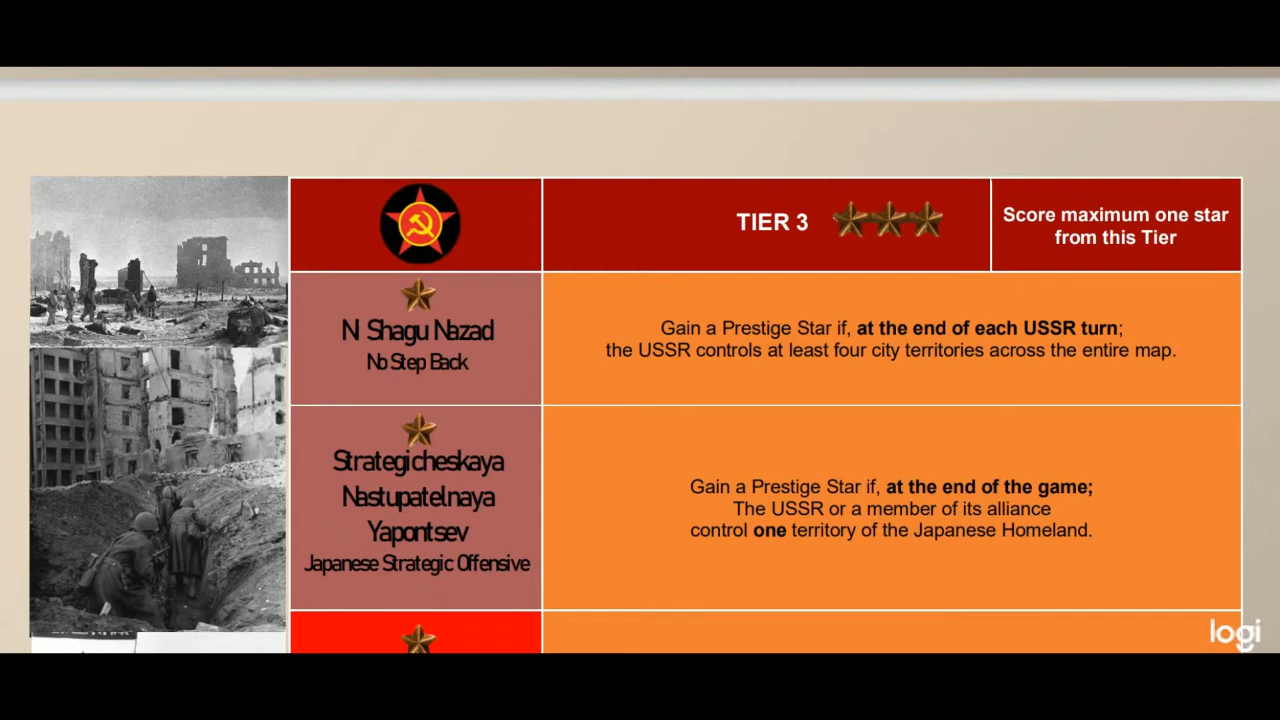 TIER 3
Score maximum one star
from this Tier
N Shagu Nazad
No Step Back
Gain a Prestige Star if, at the end of each USSR turn;
the USSR controls at least four city territories across the entire map.
Strategicheskaya
Nastupatelnaya
Yapontsev
Japanese Strategic Offensive
Gain a Prestige Star if, at the end of the game;
The USSR or a member of its alliance
control one territory of the Japanese Homeland.
logi